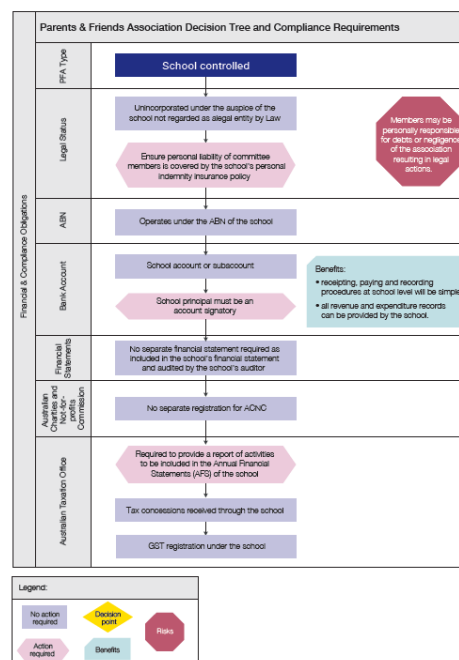 Parents & Friends Association Decision Tree and Compliance Requirements
Financial & Compliance Obligations
PFA Type
School controlled
Legal Status
Unincorporated under the auspice of the
school not regarded as alegal entity by Law
Ensure personal liability of committee
members is covered by the school's personal
indemnity insurance policy
Members may be
personally responsible
for debts or negligence
of the association
resulting in legal
actions.
ABN
Operates under the ABN of the school
Bank Account
School account or subaccount
School principal must be an
account signatory
Benefits:
• receipting, paying and recording
procedures at school level will be simple
• all revenue and expenditure records
can be provided by the school.
Financial
Statements
No separate financial statement required as
included in the school's financial statement
and audited by the school's auditor
Australian
Charities and
Not-for-
profits
Commission
No separate registration for ACNC
Australian Taxation Office
Required to provide a report of activities
to be included in the Annual Financial
Statements (AFS) of the school
Tax concessions received through the school
GST registration under the school
Legend:
No action
required
Decision
point
Risks
Action
required
Benefits